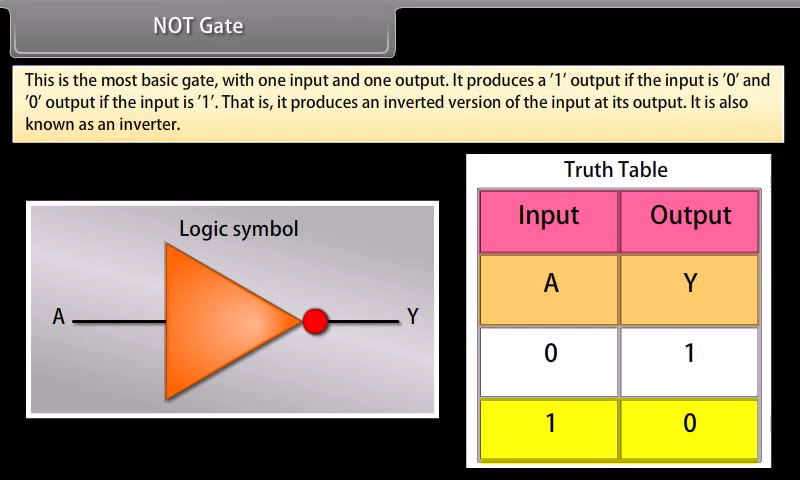 NOT Gate
This is the most basic gate, with one input and one output. It produces a ’1’ output if the input is ’0’ and
’0’ output if the input is ’1’. That is, it produces an inverted version of the input at its output. It is also
known as an inverter.
Logic symbol
A Y
Truth Table
Input Output
A Y
0 1
1 0